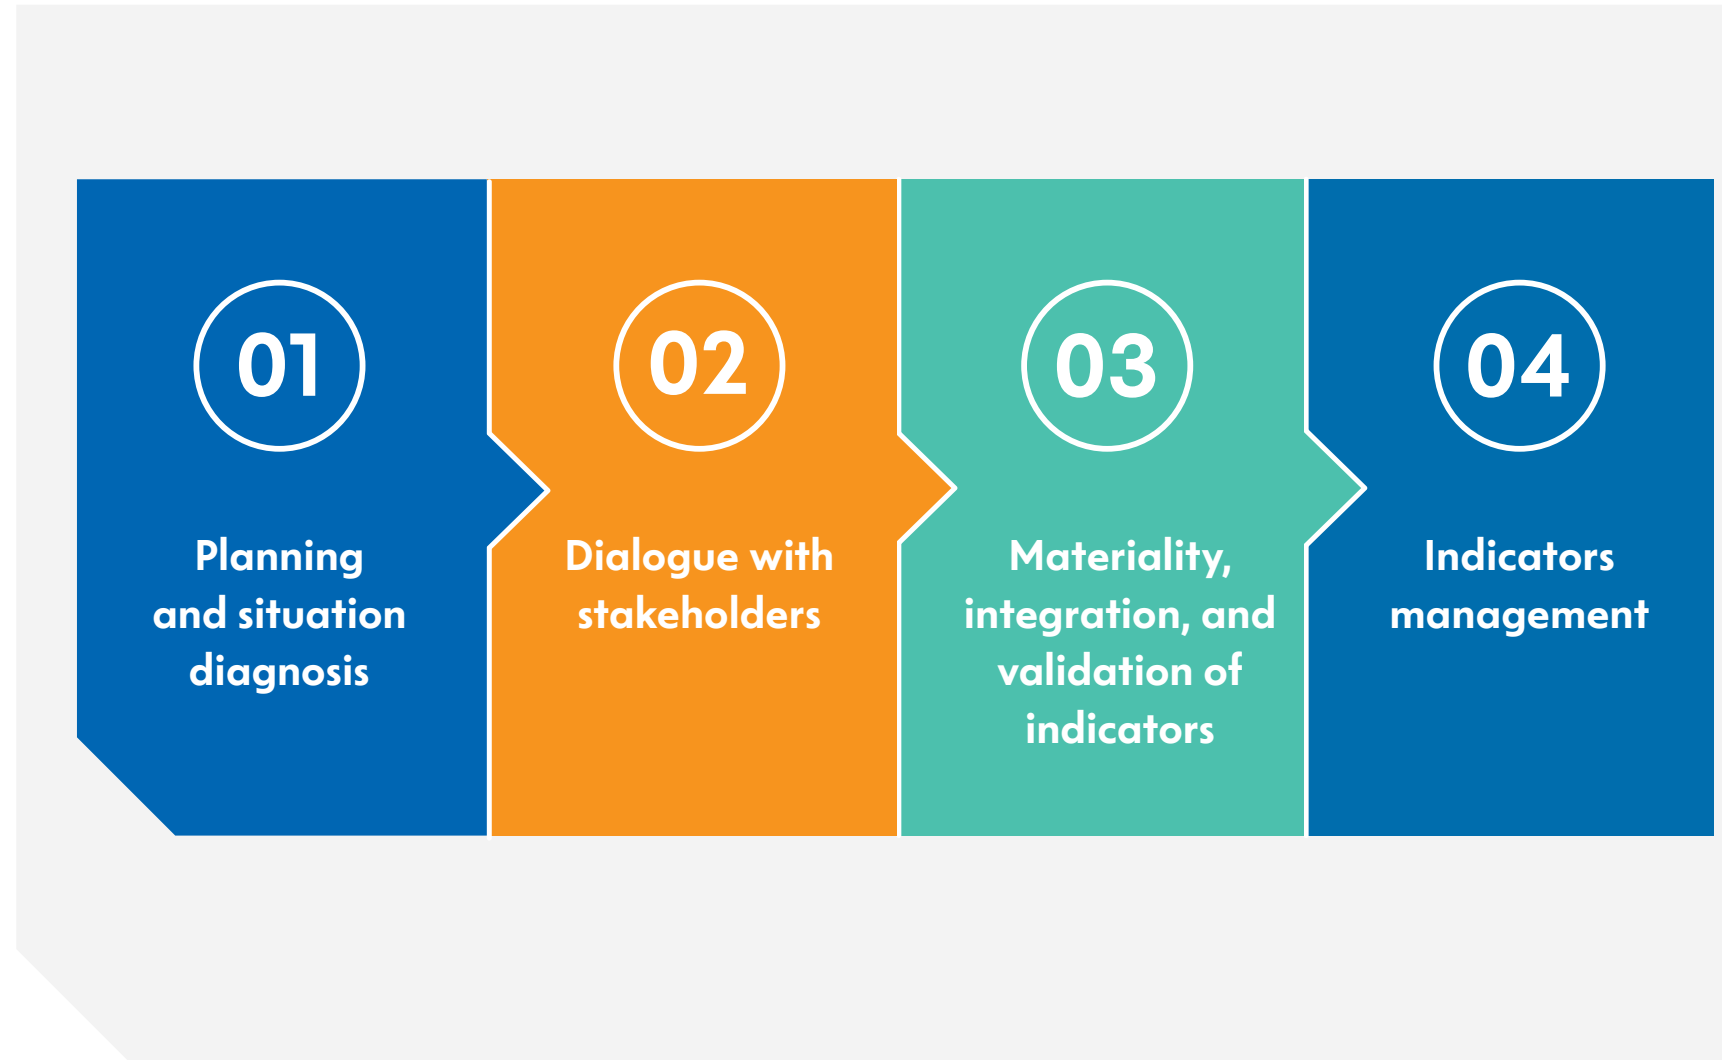 01
Planning
and situation
diagnosis
02
Dialogue with
stakeholders
03
Materiality,
integration, and
validation of
indicators
04
Indicators
management